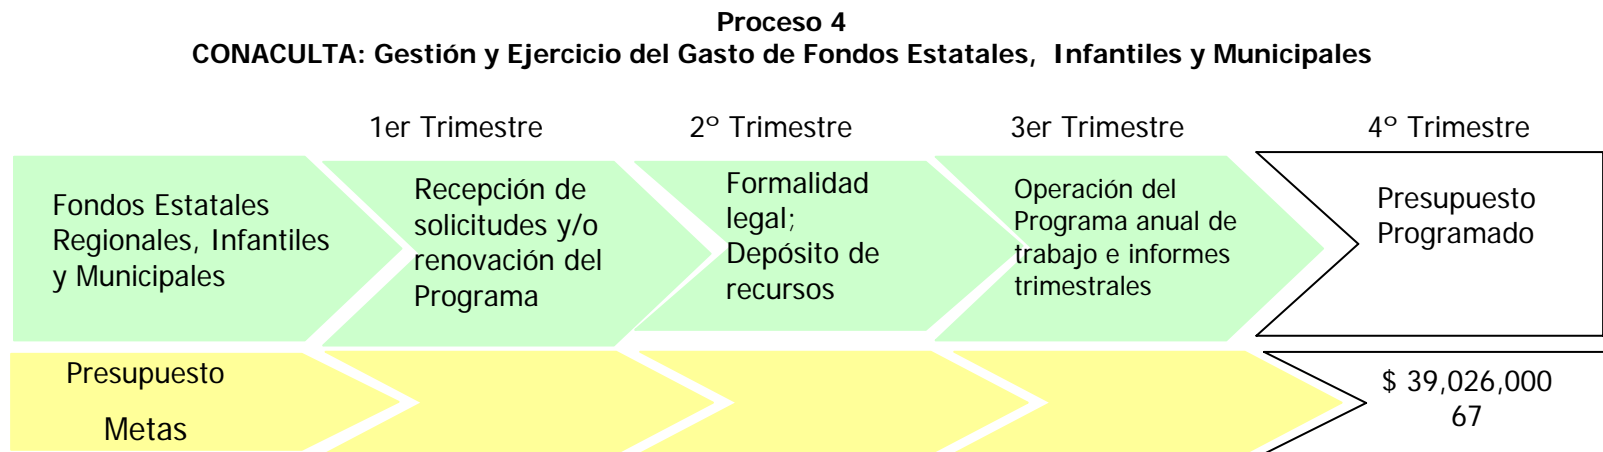 Proceso 4
CONACULTA: Gestión y Ejercicio del Gasto de Fondos Estatales, Infantiles y Municipales
1er Trimestre
2º Trimestre
3er Trimestre
4º Trimestre
Fondos Estatales
Regionales, Infantiles
y Municipales
Recepción de
solicitudes y/o
renovación del
Programa
Formalidad
legal;
Depósito de
recursos
Operación del
Programa anual de
trabajo e informes
trimestrales
Presupuesto
Programado
Presupuesto
Metas
$ 39,026,000
67